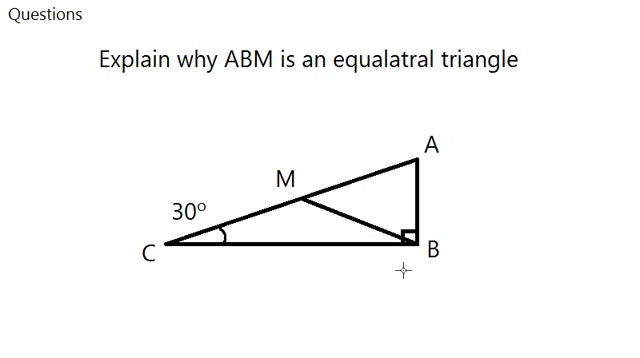 Questions
Explain why ABM is an equalatral triangle
A
M
30º
C
B